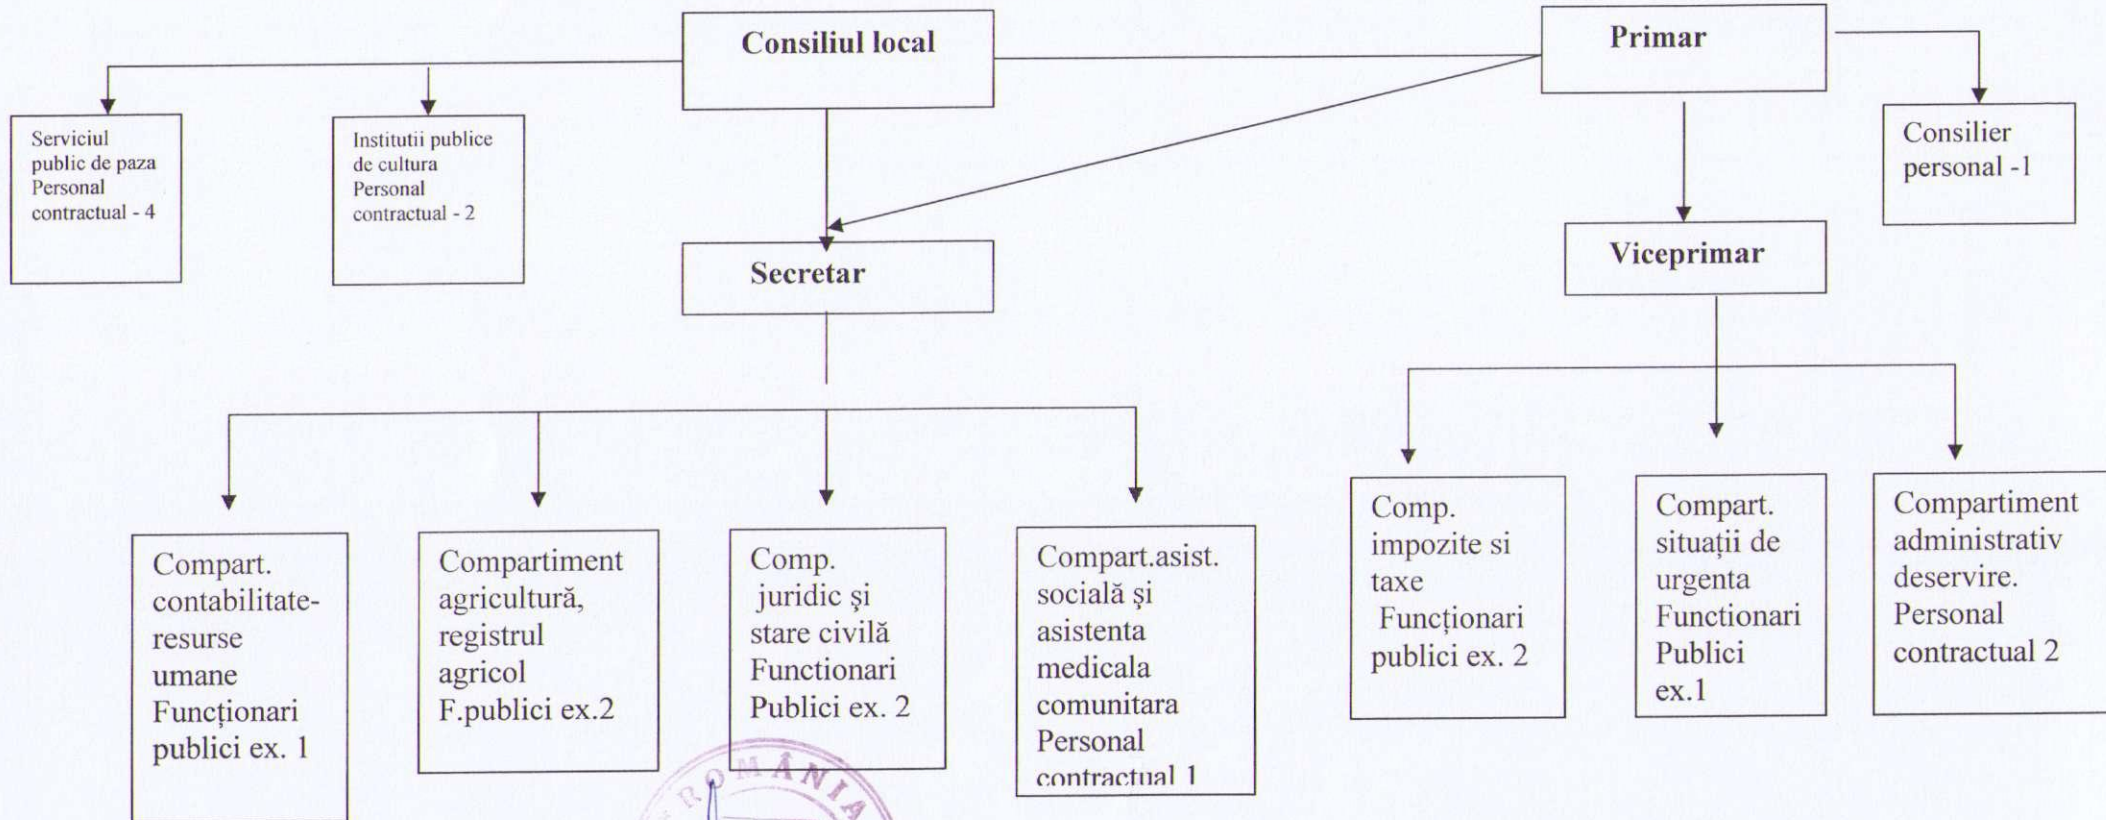 Consiliul local
Primar
Serviciul
public de paza
Personal
contractual - 4
Institutii publice
de cultura
Personal
contractual - 2
Consilier
personal -1
Secretar
Viceprimar
Compart.
contabilitate-
resurse
umane
Funcționari
publici ex. 1
Compartiment
agricultură,
registrul
agricol
F.publici ex.2
Comp.
juridic și
stare civilă
Functionari
Publici ex. 2
Compart.asist.
socială și
asistenta
medicala
comunitara
Personal
contractual 1
Comp.
impozite si
taxe
Funcționari
publici ex. 2
Compart.
situații de
urgenta
Functionari
Publici
ex.1
Compartiment
administrativ
deservire.
Personal
contractual 2
ROMÂNIA